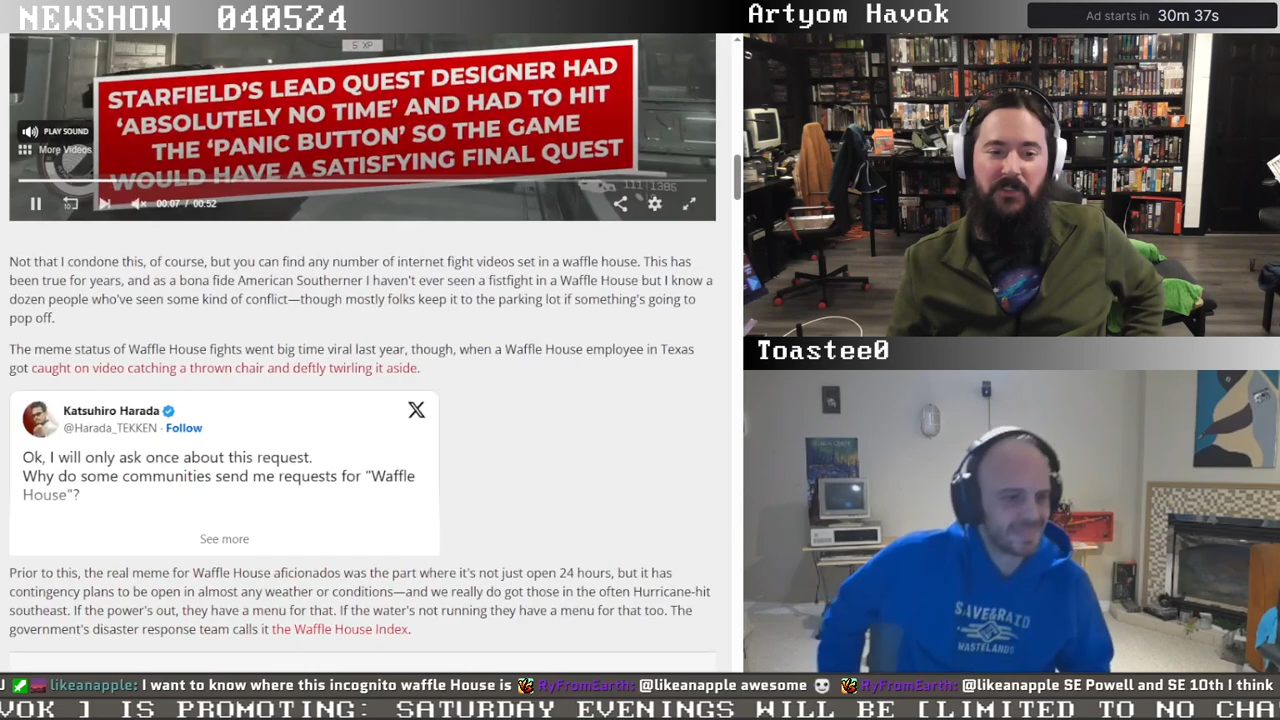 NEWSHOW 040524
Artyom Havok
Ad starts in 30m 37s
5 XP
STARFIELD'S LEAD QUEST DESIGNER HAD
'ABSOLUTELY NO TIME' AND HAD TO HIT
THE 'PANIC BUTTON' SO THE GAME
WOULD HAVE A SATISFYING FINAL QUEST
PLAY SOUND
More Videos
111|1385
00:07 / 00:52
Not that I condone this, of course, but you can find any number of internet fight videos set in a waffle house. This has
been true for years, and as a bona fide American Southerner I haven't ever seen a fistfight in a Waffle House but I know a
dozen people who've seen some kind of conflict—though mostly folks keep it to the parking lot if something's going to
pop off.
The meme status of Waffle House fights went big time viral last year, though, when a Waffle House employee in Texas
got caught on video catching a thrown chair and deftly twirling it aside.
Katsuhiro Harada
@Harada_TEKKEN · Follow
Ok, I will only ask once about this request.
Why do some communities send me requests for "Waffle
House"?
See more
Prior to this, the real meme for Waffle House aficionados was the part where it's not just open 24 hours, but it has
contingency plans to be open in almost any weather or conditions—and we really do got those in the often Hurricane-hit
southeast. If the power's out, they have a menu for that. If the water's not running they have a menu for that too. The
government's disaster response team calls it the Waffle House Index.
Toastee0
SAVE&RAID
WASTELANDS
likeanapple: I want to know where this incognito waffle House is RyFromEarth: @likeanapple awesome RyFromEarth: @likeanapple SE Powell and SE 10th I think
VOK ] IS PROMOTING: SATURDAY EVENINGS WILL BE [LIMITED TO NO CHA